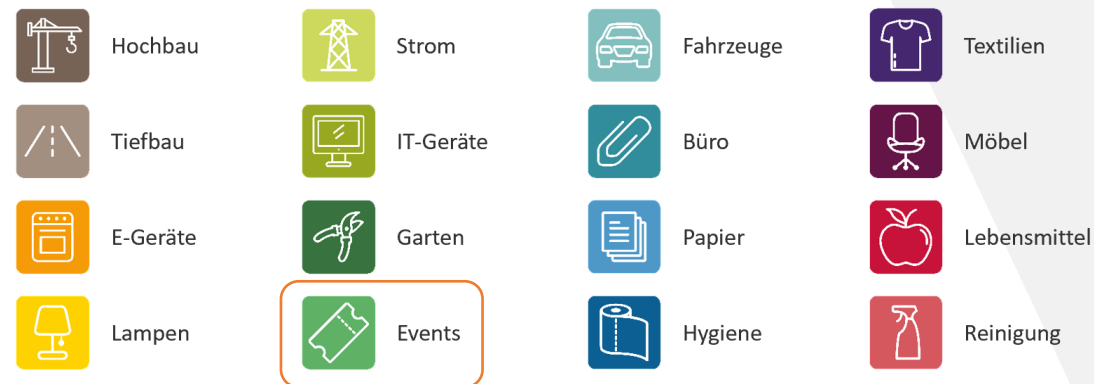 Hochbau
Strom
Fahrzeuge
Textilien
Tiefbau
IT-Geräte
Büro
Möbel
E-Geräte
Garten
Papier
Lebensmittel
Lampen
Events
Hygiene
Reinigung